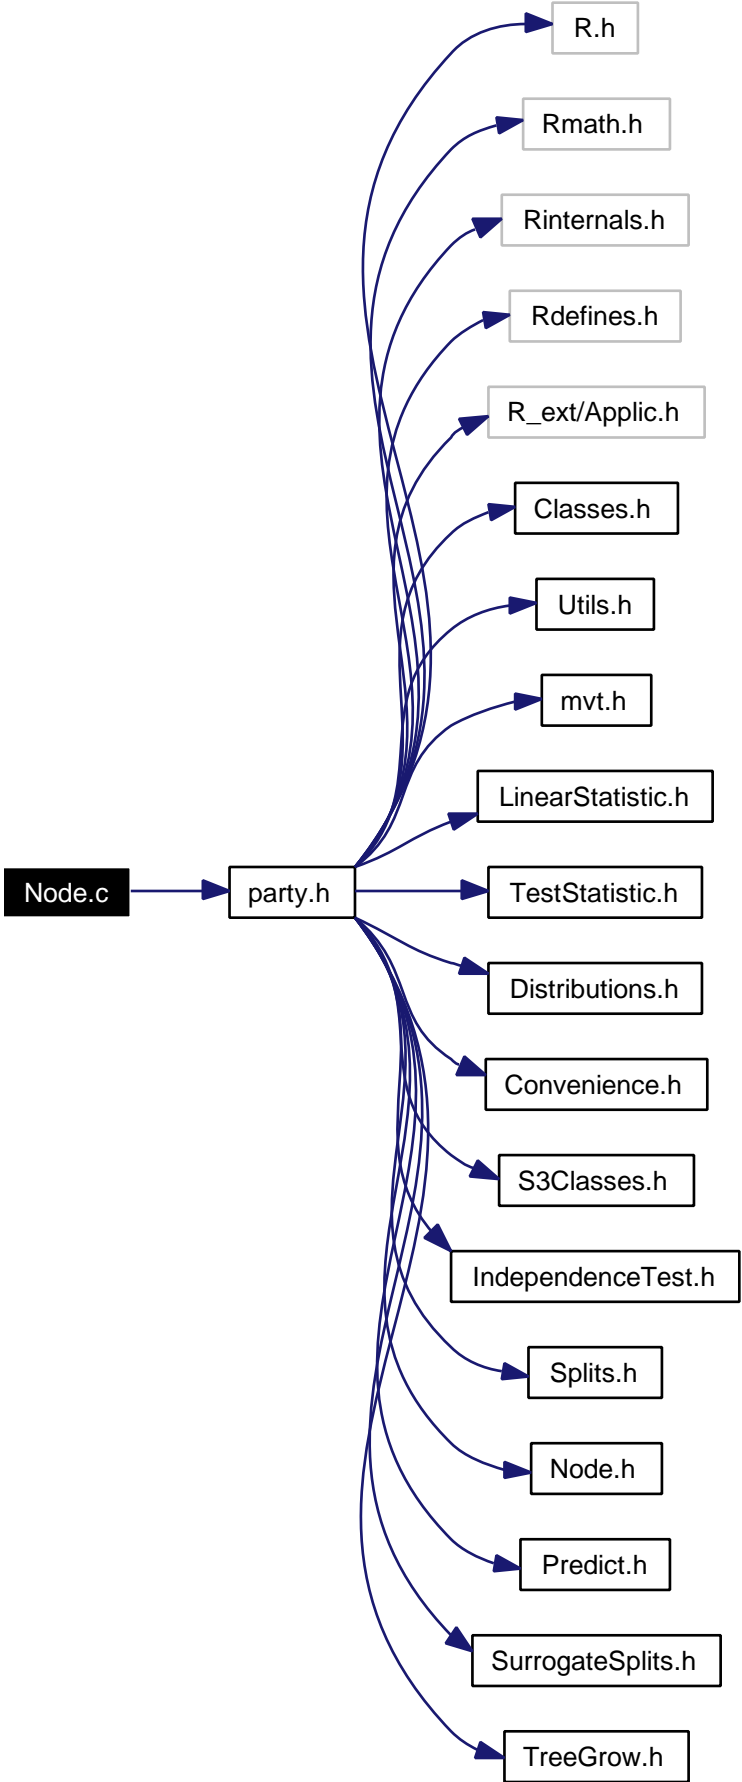 R.h
Rmath.h
Rinternals.h
Rdefines.h
R_ext/Applic.h
Classes.h
Utils.h
mvt.h
LinearStatistic.h
Node.c
party.h
TestStatistic.h
Distributions.h
Convenience.h
S3Classes.h
IndependenceTest.h
Splits.h
Node.h
Predict.h
SurrogateSplits.h
TreeGrow.h